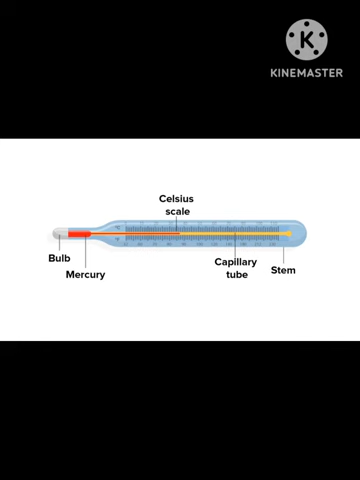 K
KINEMASTER
Celsius
scale
Bulb
Mercury
Capillary
tube
Stem